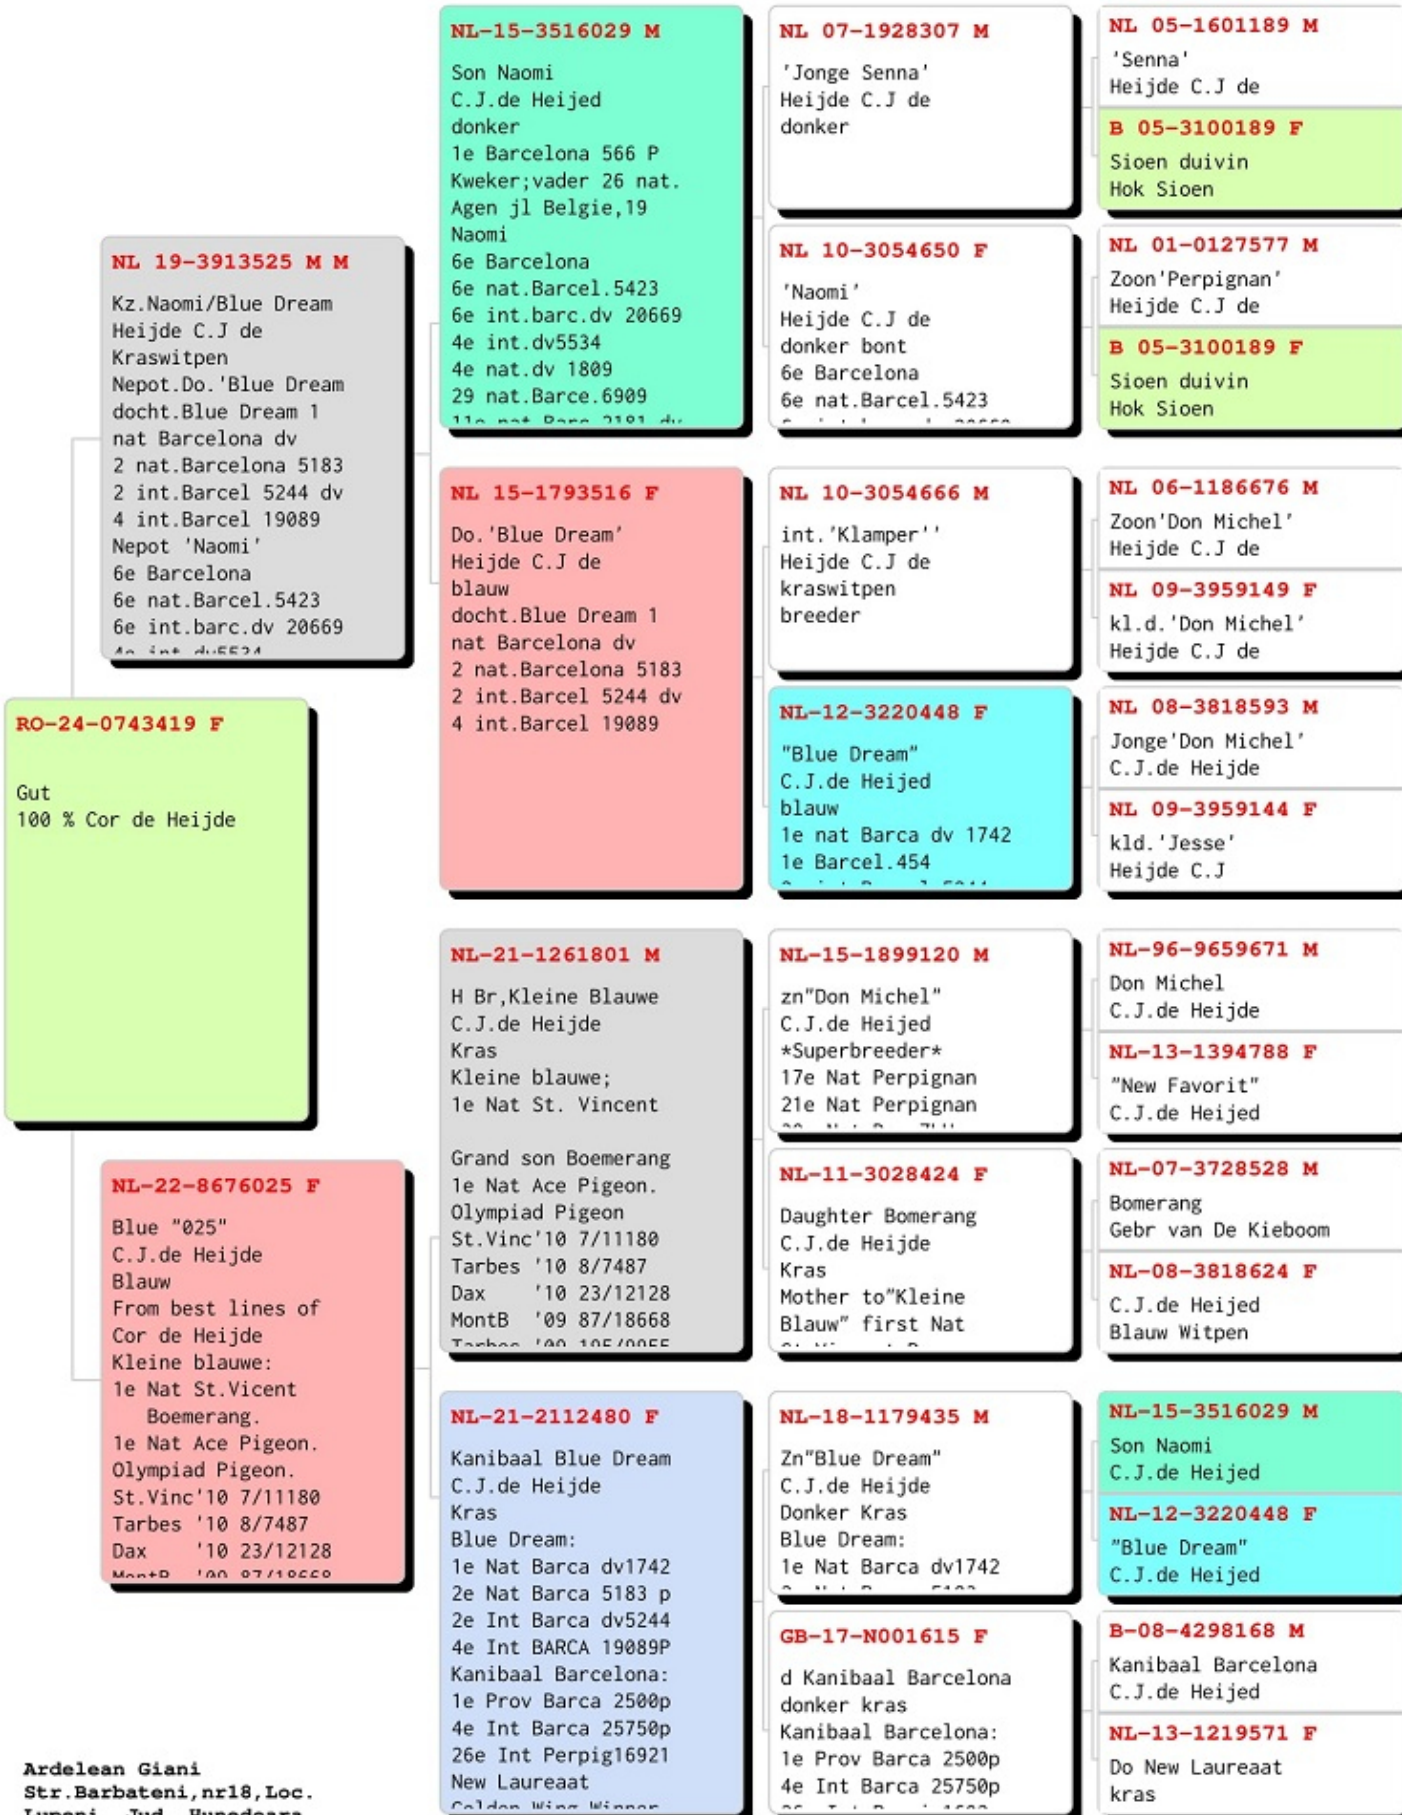 RO-24-0743419 F
Gut
100 % Cor de Heijde
NL 19-3913525 M M
Kz.Naomi/Blue Dream
Heijde C.J de
Kraswitpen
Nepot.Do.'Blue Dream
docht.Blue Dream 1
nat Barcelona dv
2 nat.Barcelona 5183
2 int.Barcel 5244 dv
4 int.Barcel 19089
Nepot 'Naomi'
6e Barcelona
6e nat.Barcel.5423
6e int.barc.dv 20669
4e int.dv5534
NL-22-8676025 F
Blue "025"
C.J.de Heijde
Blauw
From best lines of
Cor de Heijde
Kleine blauwe:
1e Nat St.Vicent
Boemerang.
1e Nat Ace Pigeon.
Olympiad Pigeon.
St.Vinc'10 7/11180
Tarbes '10 8/7487
Dax '10 23/12128
MontB '09 87/18668
NL-15-3516029 M
Son Naomi
C.J.de Heijed
donker
1e Barcelona 566 P
Kweker;vader 26 nat.
Agen jl Belgie,19
Naomi
6e Barcelona
6e nat.Barcel.5423
6e int.barc.dv 20669
4e int.dv5534
4e nat.dv 1809
29 nat.Barce.6909
11e nat Barc 2181 dv
NL 15-1793516 F
Do.'Blue Dream'
Heijde C.J de
blauw
docht.Blue Dream 1
nat Barcelona dv
2 nat.Barcelona 5183
2 int.Barcel 5244 dv
4 int.Barcel 19089
NL-21-1261801 M
H Br,Kleine Blauwe
C.J.de Heijde
Kras
Kleine blauwe;
1e Nat St. Vincent
Grand son Boemerang
1e Nat Ace Pigeon.
Olympiad Pigeon
St.Vinc'10 7/11180
Tarbes '10 8/7487
Dax '10 23/12128
MontB '09 87/18668
Tarbes '09
NL-21-2112480 F
Kanibaal Blue Dream
C.J.de Heijde
Kras
Blue Dream:
1e Nat Barca dv1742
2e Nat Barca 5183 p
2e Int Barca dv5244
4e Int BARCA 19089P
Kanibaal Barcelona:
1e Prov Barca 2500p
4e Int Barca 25750p
26e Int Perpig16921
New Laureaat
Golden Wing Winner
NL 07-1928307 M
'Jonge Senna'
Heijde C.J de
donker
NL 10-3054650 F
'Naomi'
Heijde C.J de
donker bont
6e Barcelona
6e nat.Barcel.5423
NL 10-3054666 M
int.'Klamper''
Heijde C.J de
kraswitpen
breeder
NL-12-3220448 F
"Blue Dream"
C.J.de Heijed
blauw
1e nat Barca dv 1742
1e Barcel.454
NL-15-1899120 M
zn"Don Michel"
C.J.de Heijed
*Superbreeder*
17e Nat Perpignan
21e Nat Perpignan
NL-11-3028424 F
Daughter Bomerang
C.J.de Heijde
Kras
Mother to"Kleine
Blauw" first Nat
NL-18-1179435 M
Zn"Blue Dream"
C.J.de Heijde
Donker Kras
Blue Dream:
1e Nat Barca dv1742
GB-17-N001615 F
d Kanibaal Barcelona
donker kras
Kanibaal Barcelona:
1e Prov Barca 2500p
4e Int Barca 25750p
NL 05-1601189 M
'Senna'
Heijde C.J de
B 05-3100189 F
Sioen duivin
Hok Sioen
NL 01-0127577 M
Zoon'Perpignan'
Heijde C.J de
B 05-3100189 F
Sioen duivin
Hok Sioen
NL 06-1186676 M
Zoon'Don Michel'
Heijde C.J de
NL 09-3959149 F
kl.d.'Don Michel'
Heijde C.J de
NL 08-3818593 M
Jonge'Don Michel'
C.J.de Heijde
NL 09-3959144 F
kld.'Jesse'
Heijde C.J
NL-96-9659671 M
Don Michel
C.J.de Heijde
NL-13-1394788 F
"New Favorit"
C.J.de Heijed
NL-07-3728528 M
Bomerang
Gebr van De Kieboom
NL-08-3818624 F
C.J.de Heijed
Blauw Witpen
NL-15-3516029 M
Son Naomi
C.J.de Heijed
NL-12-3220448 F
"Blue Dream"
C.J.de Heijed
B-08-4298168 M
Kanibaal Barcelona
C.J.de Heijed
NL-13-1219571 F
Do New Laureaat
kras
Ardelean Giani
Str.Barbateni,nr18,Loc.
Lupeni, Jud. Hunedoara